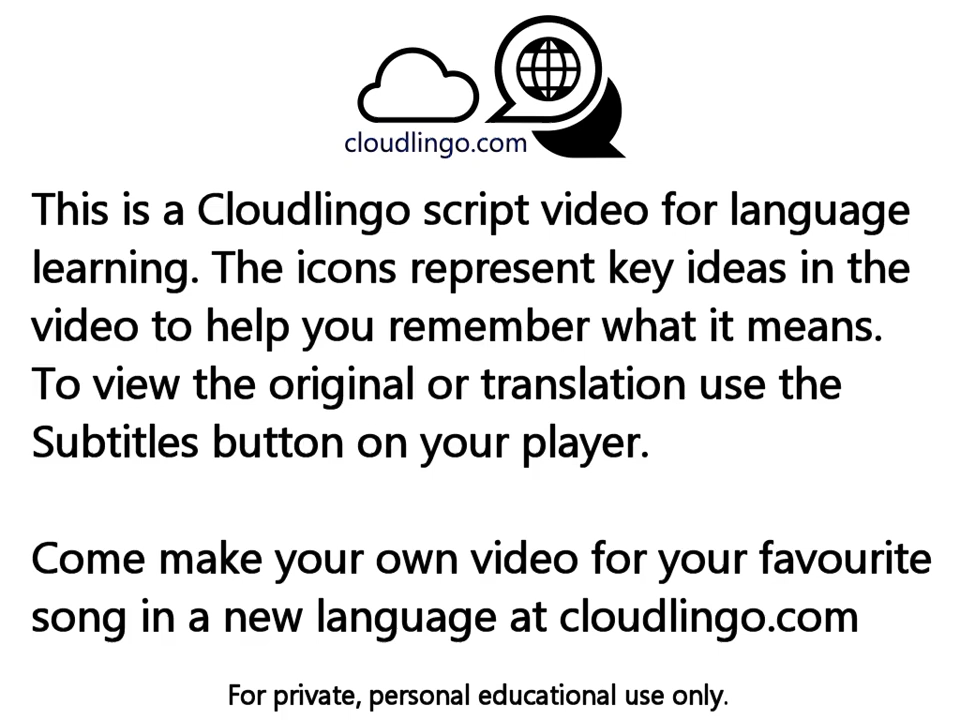 cloudlingo.com
This is a Cloudlingo script video for language
learning. The icons represent key ideas in the
video to help you remember what it means.
To view the original or translation use the
Subtitles button on your player.
Come make your own video for your favourite
song in a new language at cloudlingo.com
For private, personal educational use only.